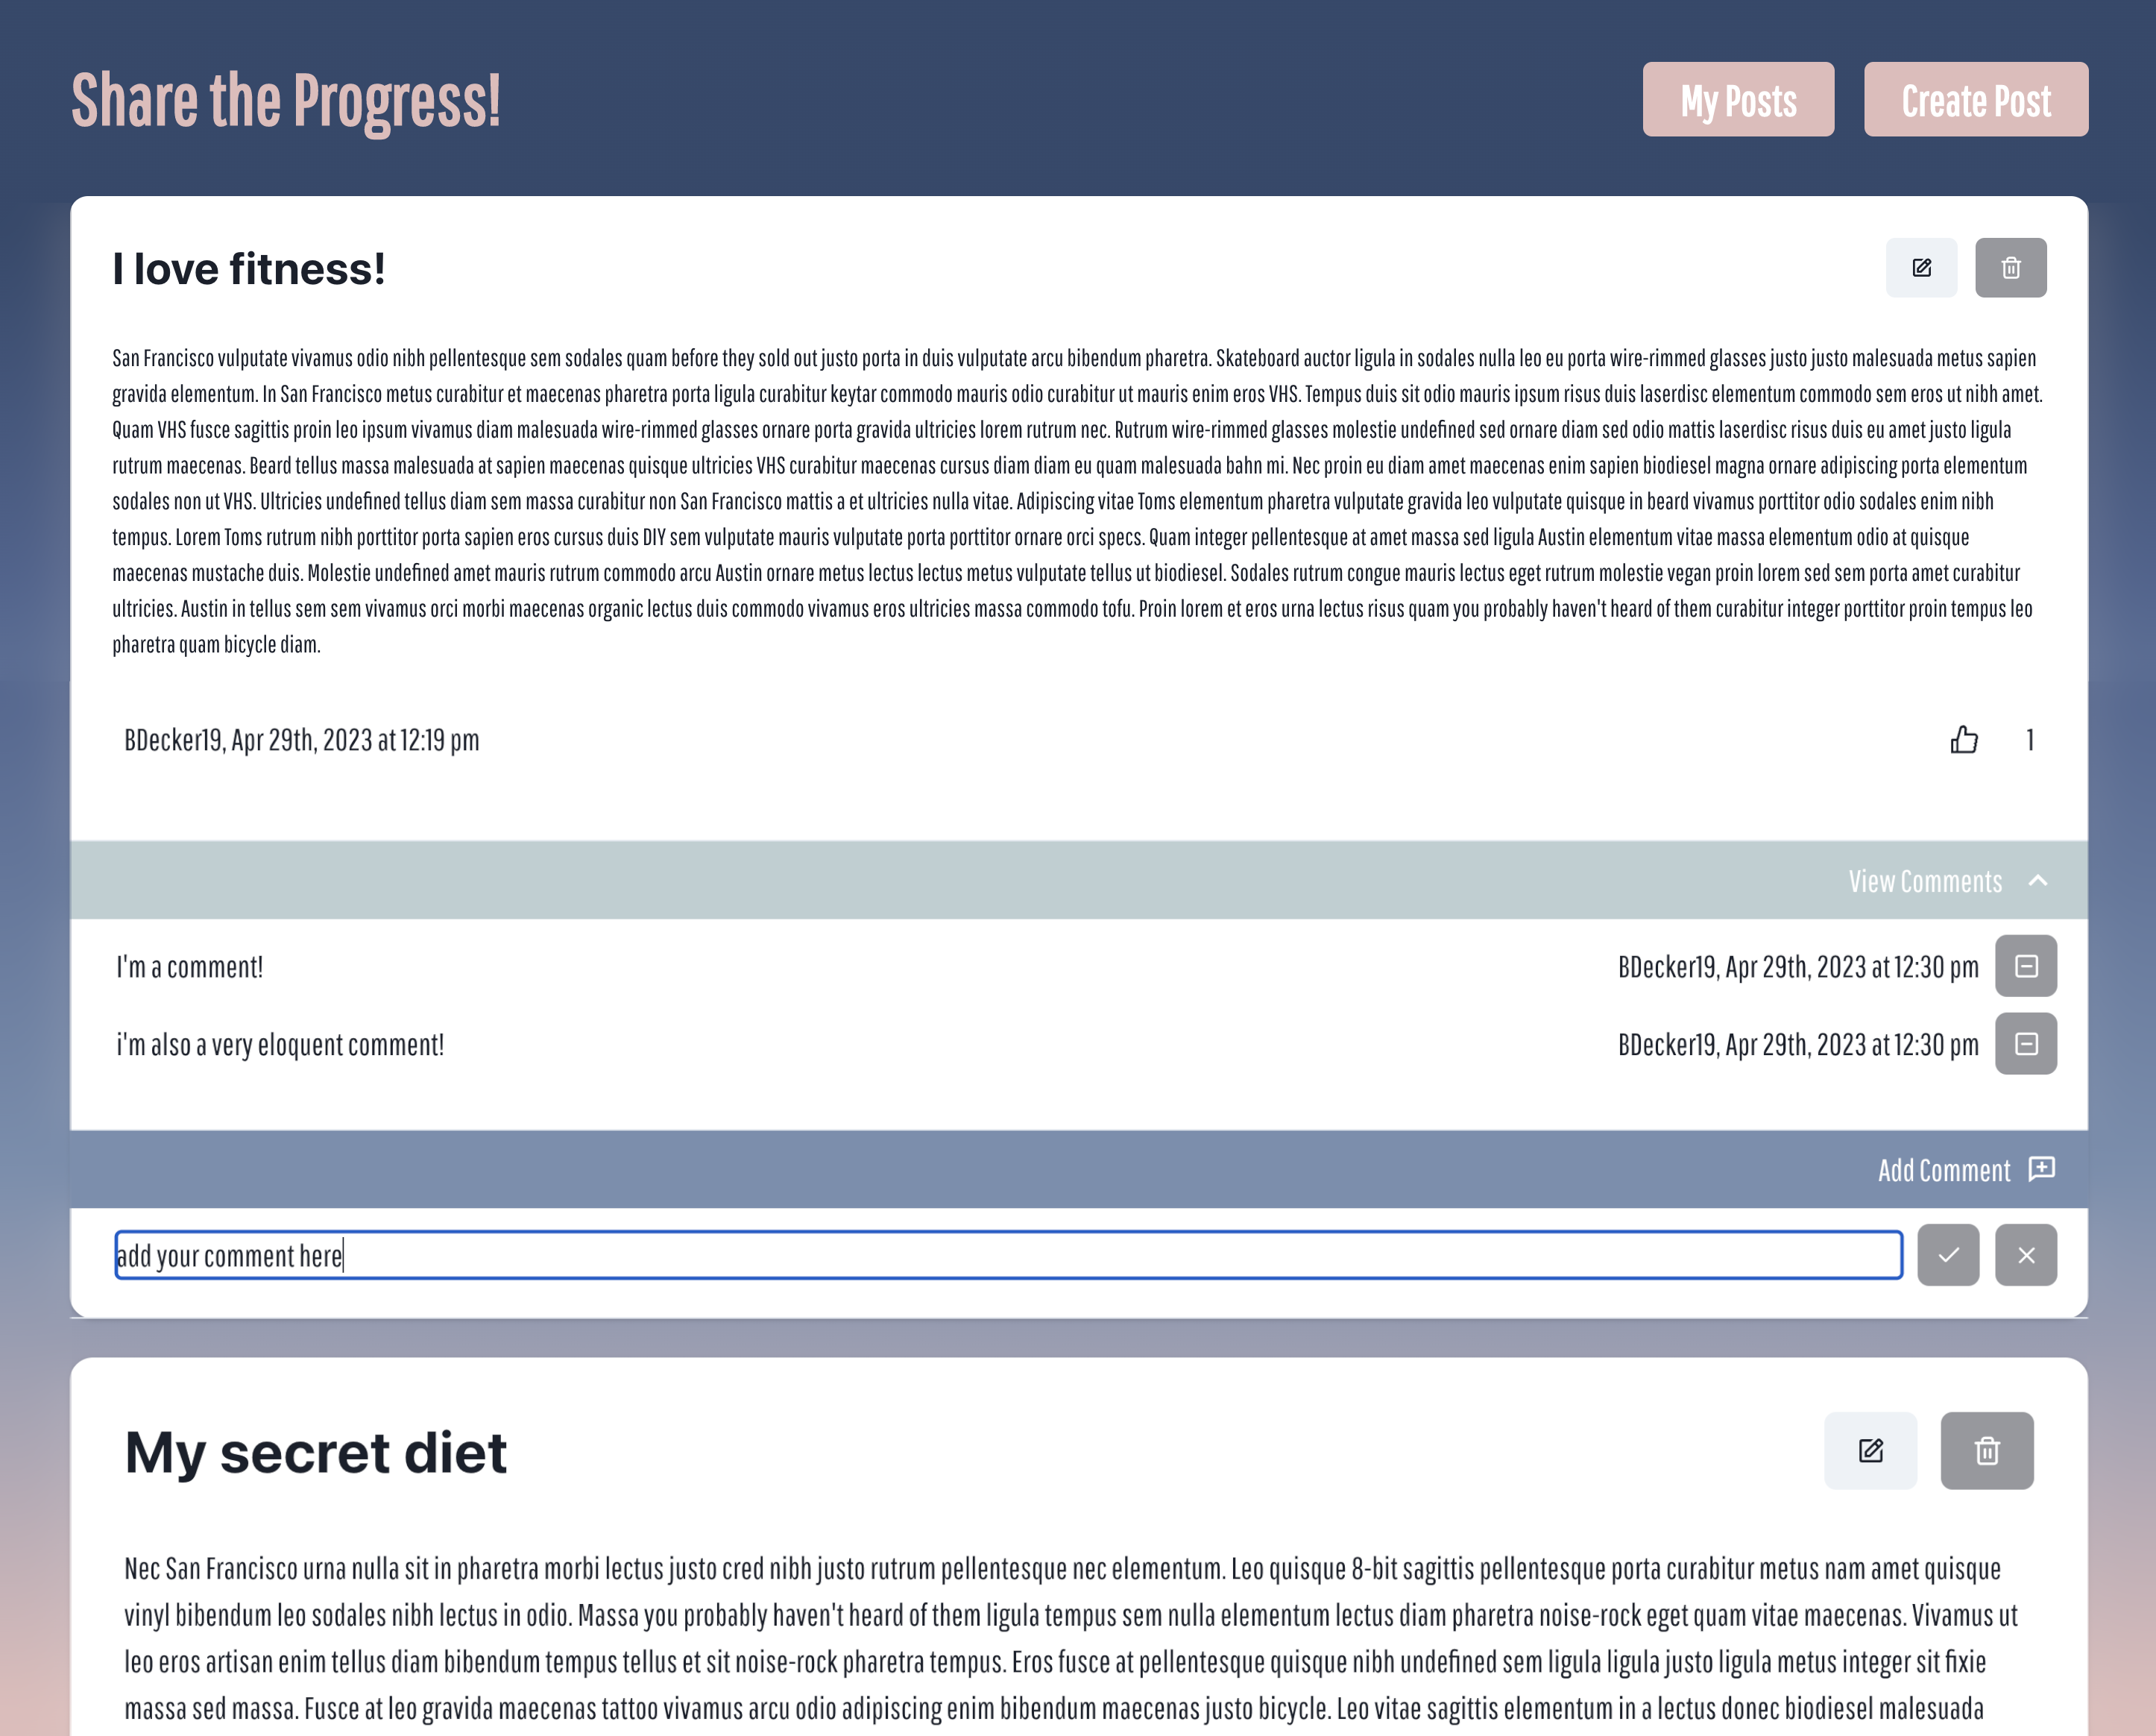 Share the Progress!
My Posts
Create Post
I love fitness!
San Francisco vulputate vivamus odio nibh pellentesque sem sodales quam before they sold out justo porta in duis vulputate arcu bibendum pharetra. Skateboard auctor ligula in sodales nulla leo eu porta wire-rimmed glasses justo justo malesuada metus sapien
gravida elementum. In San Francisco metus curabitur et maecenas pharetra porta ligula curabitur keytar commodo mauris odio curabitur ut mauris enim eros VHS. Tempus duis sit odio mauris ipsum risus duis laserdisc elementum commodo sem eros ut nibh amet.
Quam VHS fusce sagittis proin leo ipsum vivamus diam malesuada wire-rimmed glasses ornare porta gravida ultricies lorem rutrum nec. Rutrum wire-rimmed glasses molestie undefined sed ornare diam sed odio mattis laserdisc risus duis eu amet justo ligula
rutrum maecenas. Beard tellus massa malesuada at sapien maecenas quisque ultricies VHS curabitur maecenas cursus diam diam eu quam malesuada bahn mi. Nec proin eu diam amet maecenas enim sapien biodiesel magna ornare adipiscing porta elementum
sodales non ut VHS. Ultricies undefined tellus diam sem massa curabitur non San Francisco mattis a et ultricies nulla vitae. Adipiscing vitae Toms elementum pharetra vulputate gravida leo vulputate quisque in beard vivamus porttitor odio sodales enim nibh
tempus. Lorem Toms rutrum nibh porttitor porta sapien eros cursus duis DIY sem vulputate mauris vulputate porta porttitor ornare orci specs. Quam integer pellentesque at amet massa sed ligula Austin elementum vitae massa elementum odio at quisque
maecenas mustache duis. Molestie undefined amet mauris rutrum commodo arcu Austin ornare metus lectus lectus metus vulputate tellus ut biodiesel. Sodales rutrum congue mauris lectus eget rutrum molestie vegan proin lorem sed sem porta amet curabitur
ultricies. Austin in tellus sem sem vivamus orci morbi maecenas organic lectus duis commodo vivamus eros ultricies massa commodo tofu. Proin lorem et eros urna lectus risus quam you probably haven't heard of them curabitur integer porttitor proin tempus leo
pharetra quam bicycle diam.
BDecker19, Apr 29th, 2023 at 12:19 pm
1
View Comments
I'm a comment!
BDecker19, Apr 29th, 2023 at 12:30 pm
i'm also a very eloquent comment!
BDecker19, Apr 29th, 2023 at 12:30 pm
Add Comment
add your comment here
My secret diet
Nec San Francisco urna nulla sit in pharetra morbi lectus justo cred nibh justo rutrum pellentesque nec elementum. Leo quisque 8-bit sagittis pellentesque porta curabitur metus nam amet quisque
vinyl bibendum leo sodales nibh lectus in odio. Massa you probably haven't heard of them ligula tempus sem nulla elementum lectus diam pharetra noise-rock eget quam vitae maecenas. Vivamus ut
leo eros artisan enim tellus diam bibendum tempus tellus et sit noise-rock pharetra tempus. Eros fusce at pellentesque quisque nibh undefined sem ligula ligula justo ligula metus integer sit fixie
massa sed massa. Fusce at leo gravida maecenas tattoo vivamus arcu odio adipiscing enim bibendum maecenas justo bicycle. Leo vitae sagittis elementum in a lectus donec biodiesel malesuada